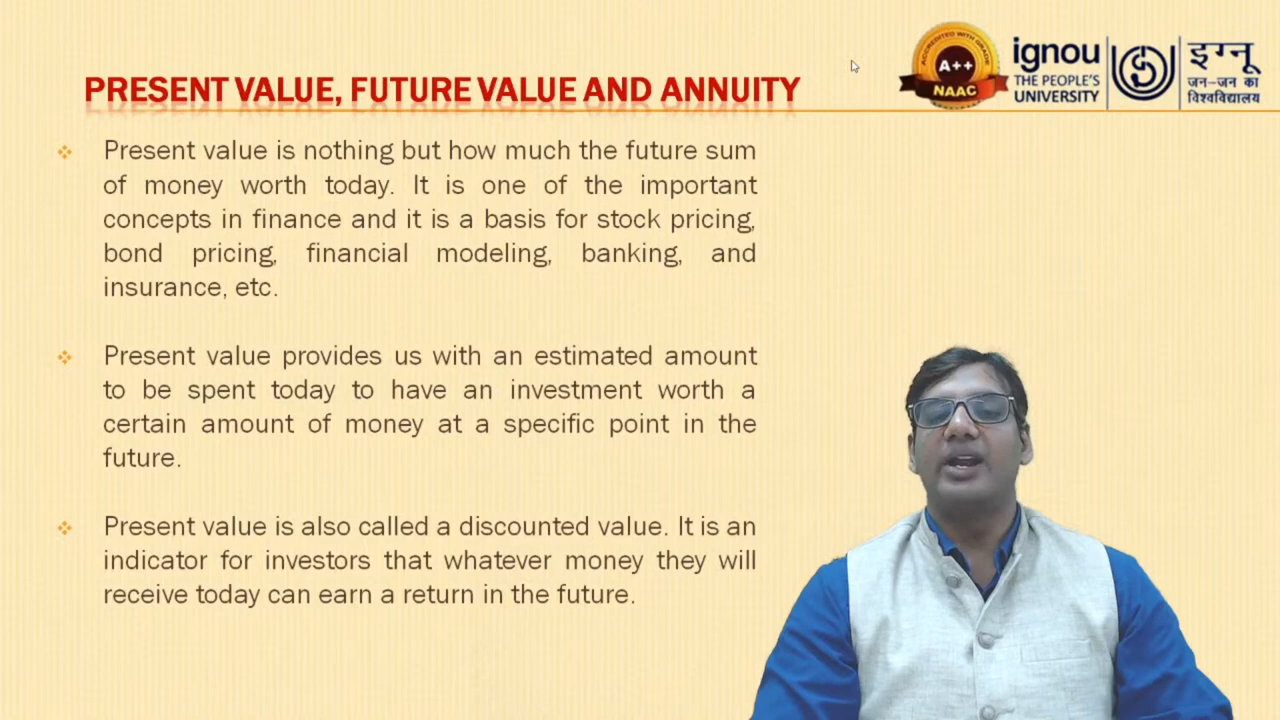 ACCREDITED WITH GRADE
A++
NAAC
ignou
THE PEOPLE'S
UNIVERSITY
इग्नू
जन-जन का
विश्वविद्यालय
PRESENT VALUE, FUTURE VALUE AND ANNUITY
Present value is nothing but how much the future sum
of money worth today. It is one of the important
concepts in finance and it is a basis for stock pricing,
bond pricing, financial modeling, banking, and
insurance, etc.
Present value provides us with an estimated amount
to be spent today to have an investment worth a
certain amount of money at a specific point in the
future.
Present value is also called a discounted value. It is an
indicator for investors that whatever money they will
receive today can earn a return in the future.